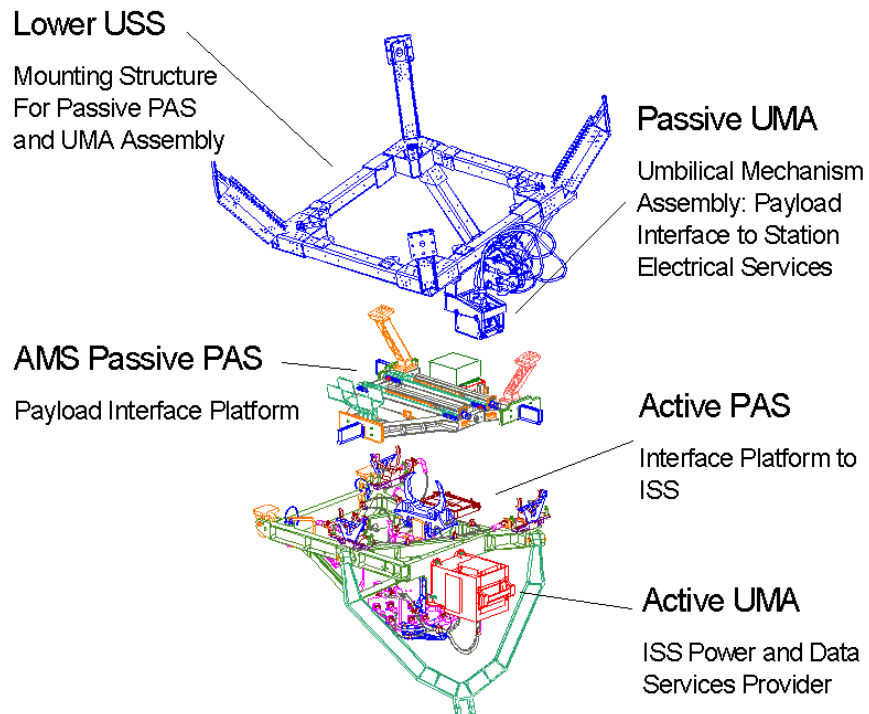 Lower USS
Mounting Structure
For Passive PAS
and UMA Assembly
Passive UMA
Umbilical Mechanism
Assembly: Payload
Interface to Station
Electrical Services
AMS Passive PAS
Payload Interface Platform
Active PAS
Interface Platform to
ISS
Active UMA
ISS Power and Data
Services Provider